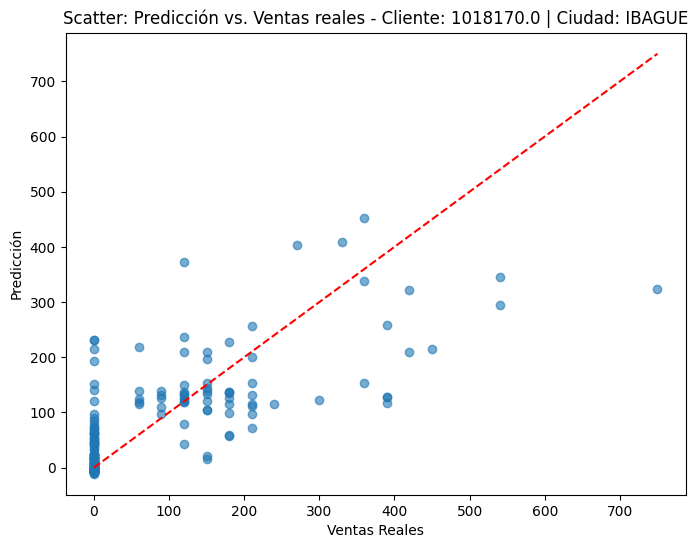 Scatter: Predicción vs. Ventas reales - Cliente: 1018170.0 | Ciudad: IBAGUE
Predicción
700
600
500
400
300
200
100
0
0 100 200 300 400 500 600 700
Ventas Reales